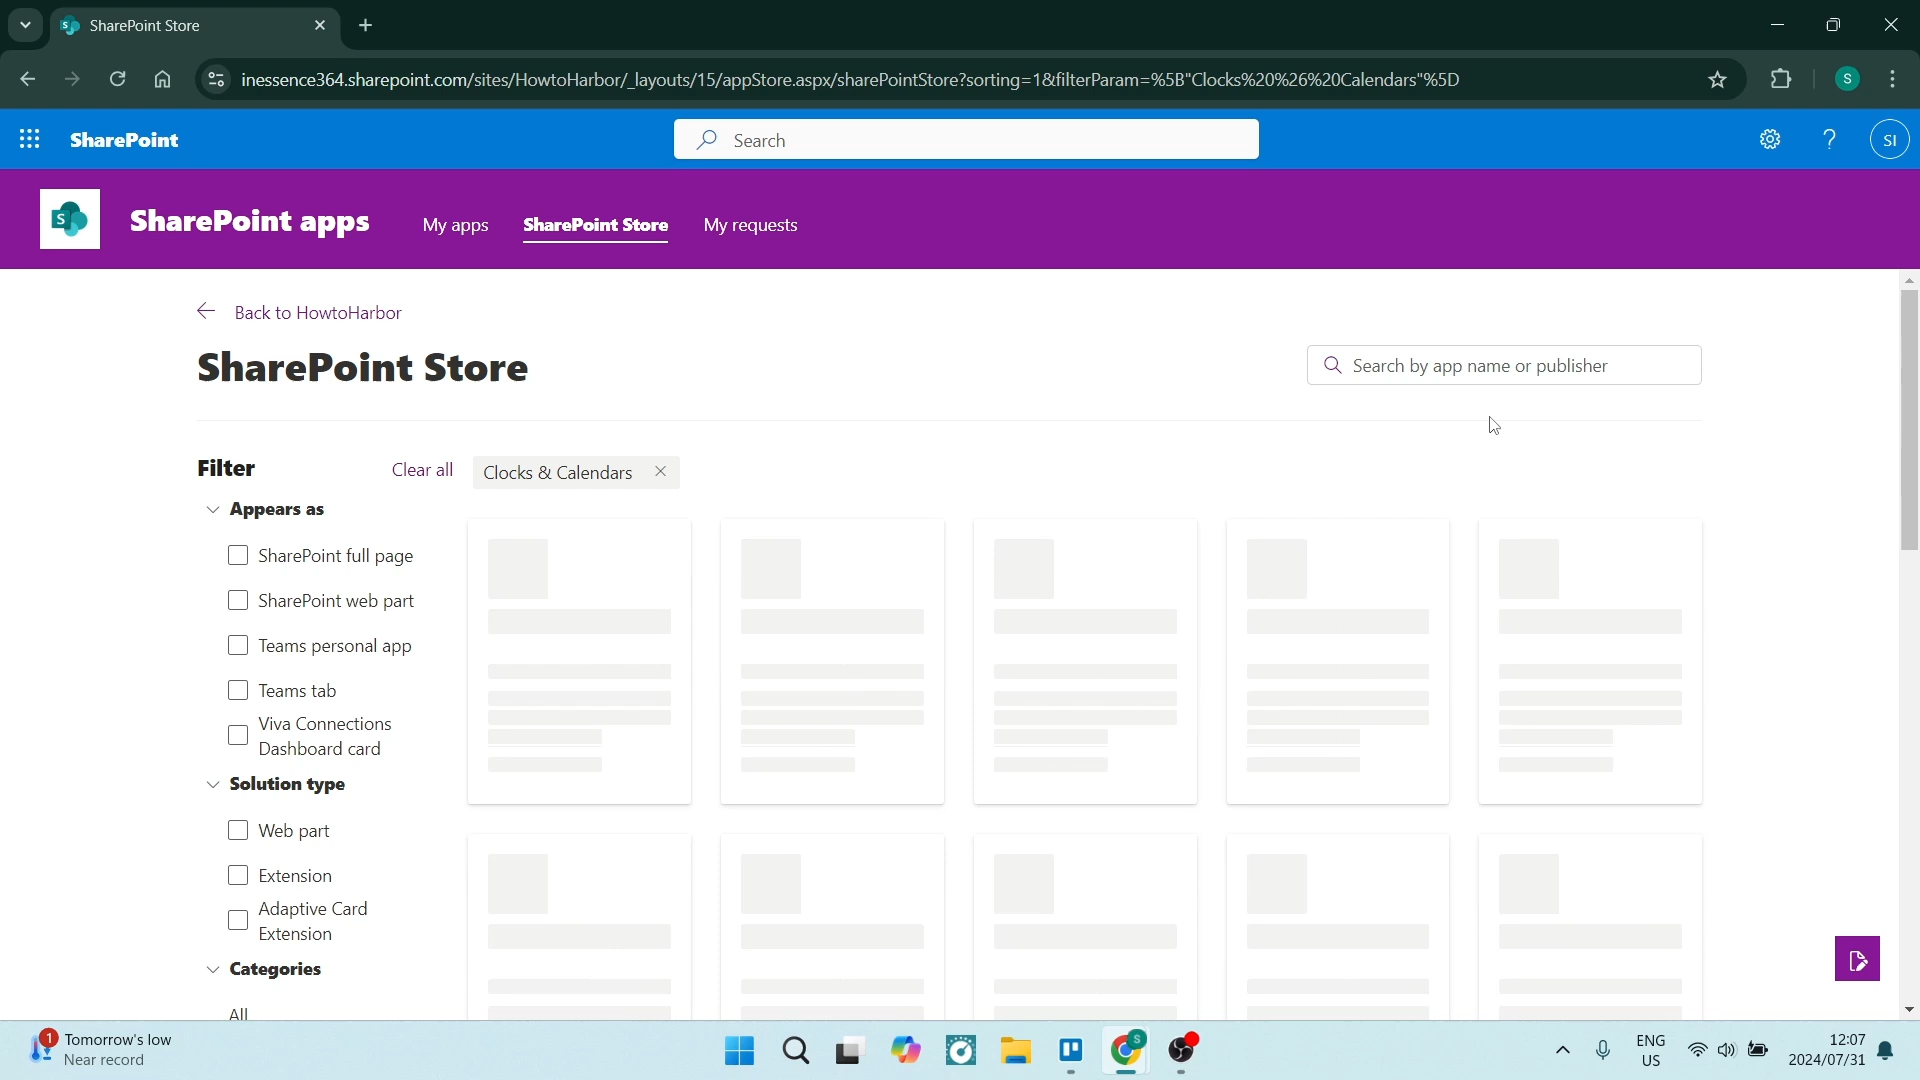 SharePoint Store
inessence364.sharepoint.com/sites/HowtoHarbor/_layouts/15/appStore.aspx/sharePointStore?sorting=1&filterParam=%5B"Clocks%20%26%20Calendars"%5D
S
SharePoint
Search
?
SI
S
SharePoint apps
My apps
SharePoint Store
My requests
Back to HowtoHarbor
SharePoint Store
Search by app name or publisher
Filter
Clear all
Clocks & Calendars
Appears as
SharePoint full page
SharePoint web part
Teams personal app
Teams tab
Viva Connections
Dashboard card
Solution type
Web part
Extension
Adaptive Card
Extension
Categories
All
1
Tomorrow's low
Near record
S
ENG
US
12:07
2024/07/31